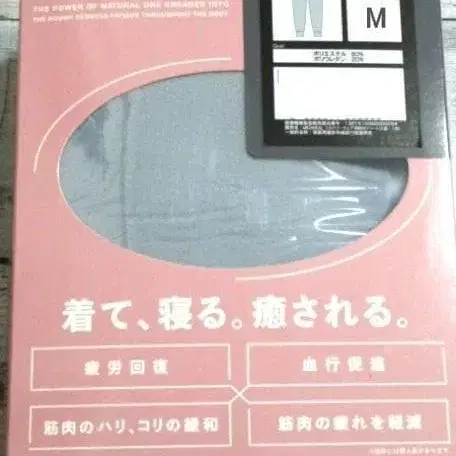 THE POWER OF NATURAL ORE KNEADED INTO
THE POWER REDUCES FATIGUE THROUGHOUT THE BODY
M
ポリエステル 80%
ポリウレタン 20%
着て、寝る。癒される。
疲労回復
血行促進
筋肉のハリ、コリの緩和
筋肉の疲れを軽減